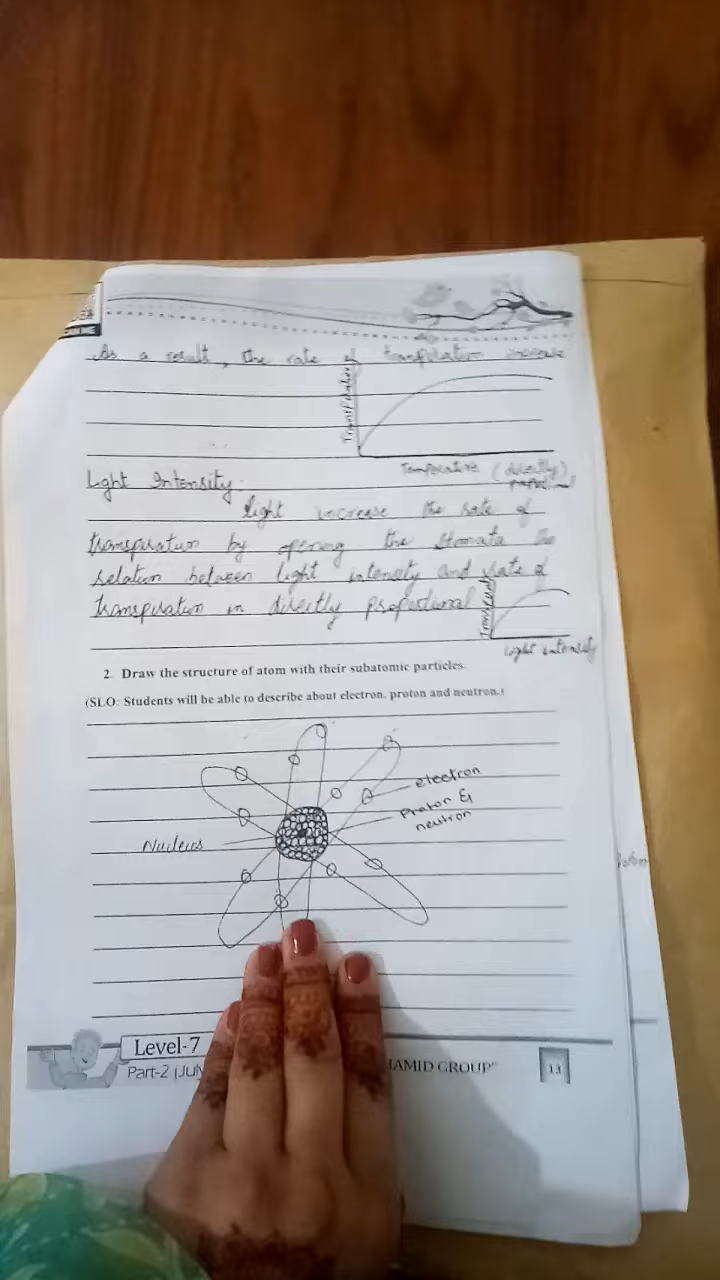 As a result, the rate of transpiration increase
Transpiration
Temperature (directly)
Light Intensity:
light increase the rate of
transpiration by opening the stomata the
relation between light intensity and rate of
transpiration in directly propotional
light intensity
2. Draw the structure of atom with their subatomic particles.
(SLO: Students will be able to describe about electron, proton and neutron.)
electron
Proton &
neutron
Nucleus
Level-7
Part-2 (July
HAMID GROUP"
13